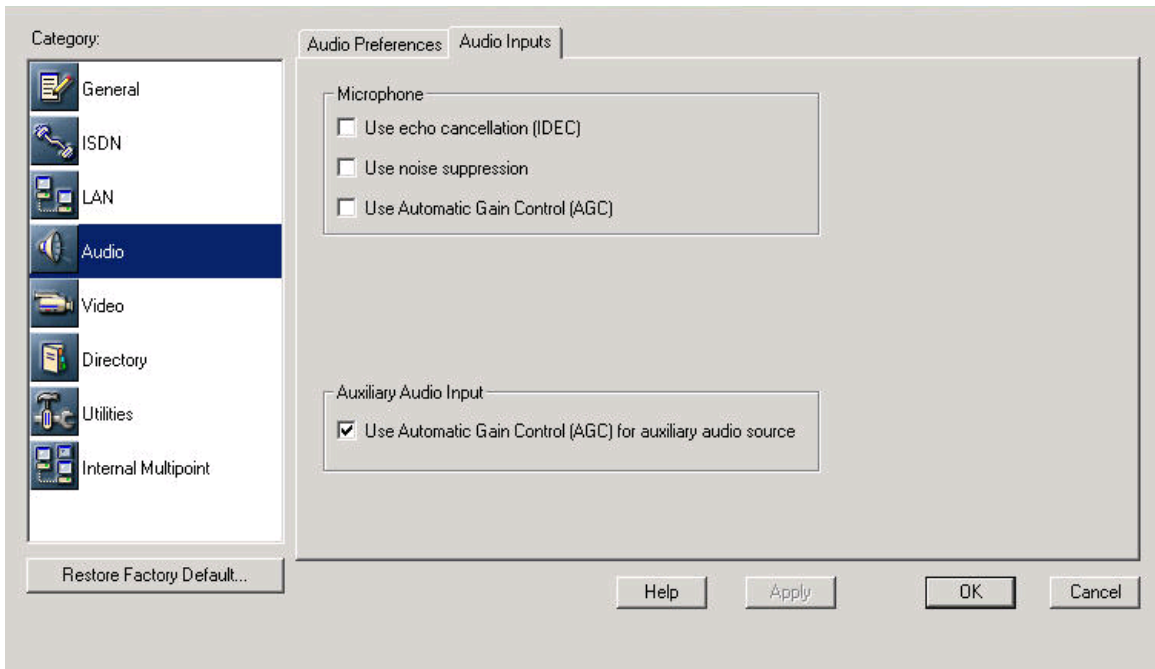 Category:
General
ISDN
LAN
Audio
Video
Directory
Utilities
Internal Multipoint
Restore Factory Default...
Audio Preferences
Audio Inputs
Microphone
Use echo cancellation (IDEC)
Use noise suppression
Use Automatic Gain Control (AGC)
Auxiliary Audio Input
Use Automatic Gain Control (AGC) for auxiliary audio source
Help
Apply
OK
Cancel